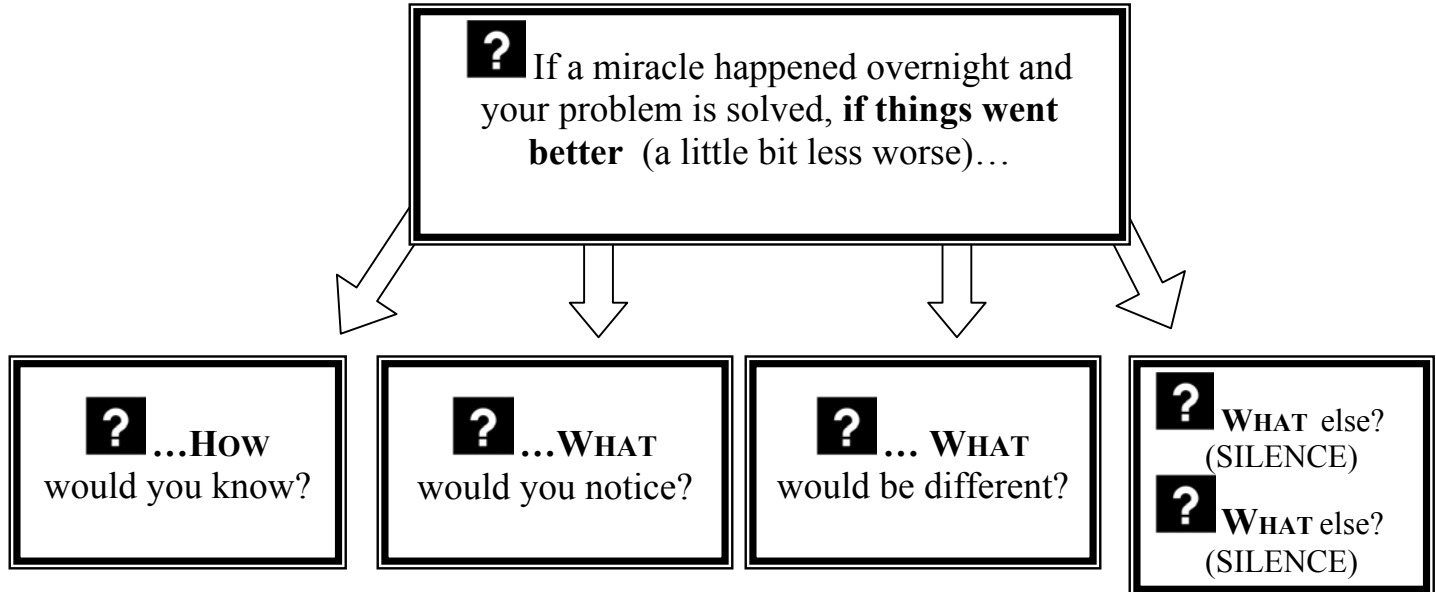 ? If a miracle happened overnight and
your problem is solved, if things went
better (a little bit less worse)…
? …HOW
would you know?
? …WHAT
would you notice?
? … WHAT
would be different?
? WHAT else?
(SILENCE)
? WHAT else?
(SILENCE)